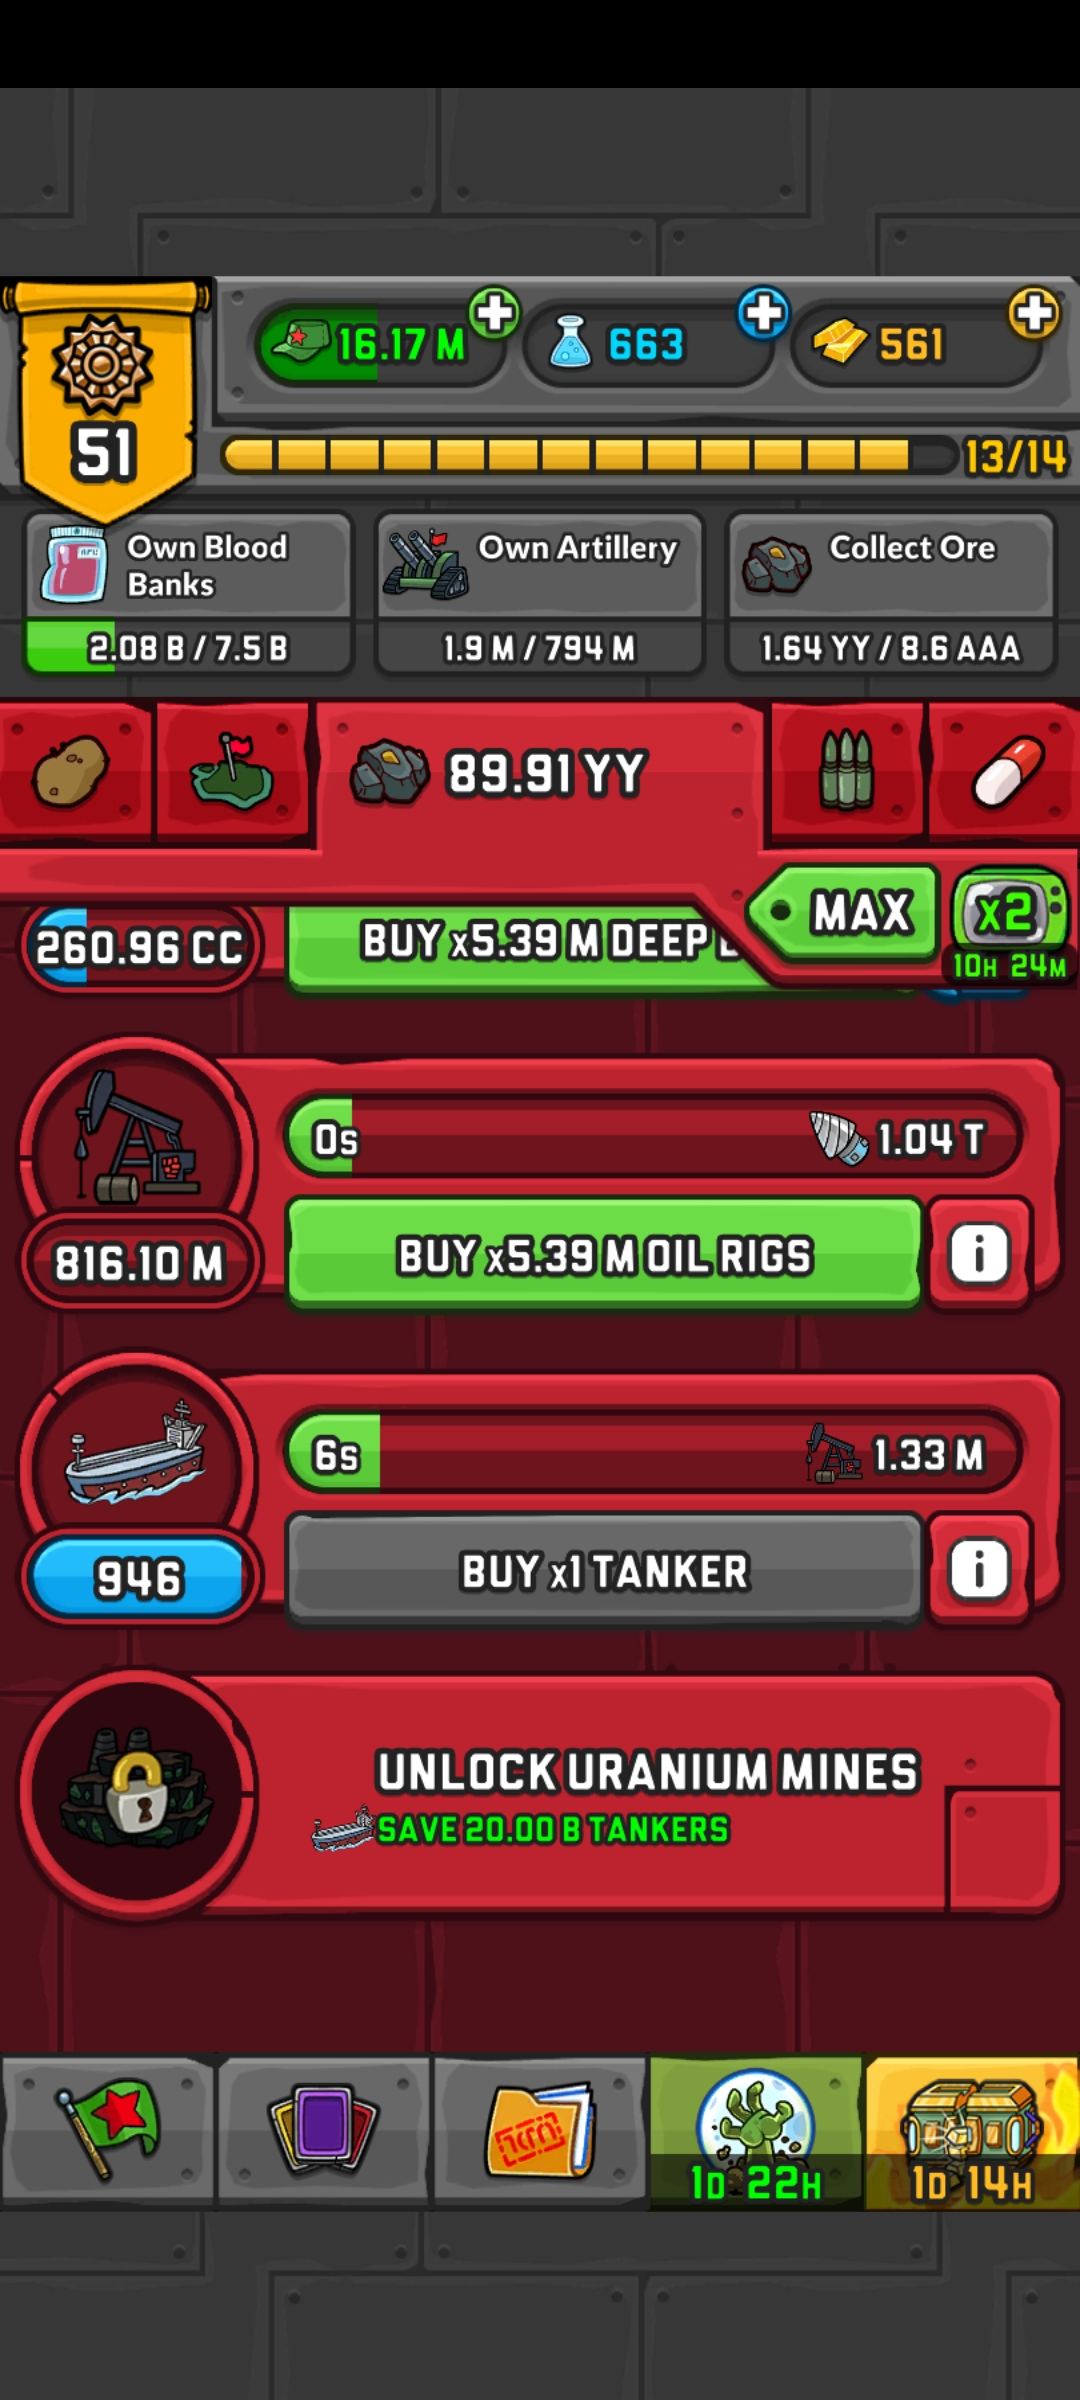 16.17 M
663
561
51
13/14
Own Blood
Banks
2.08 B / 7.5 B
Own Artillery
1.9 M / 794 M
Collect Ore
1.64 YY / 8.6 AAA
89.91 YY
MAX
x2
10H 24M
260.96 CC
BUY x5.39 M DEEP
0s
1.04 T
816.10 M
BUY x5.39 M OIL RIGS
i
6s
1.33 M
946
BUY x1 TANKER
i
UNLOCK URANIUM MINES
SAVE 20.00 B TANKERS
1D 22H
1D 14H